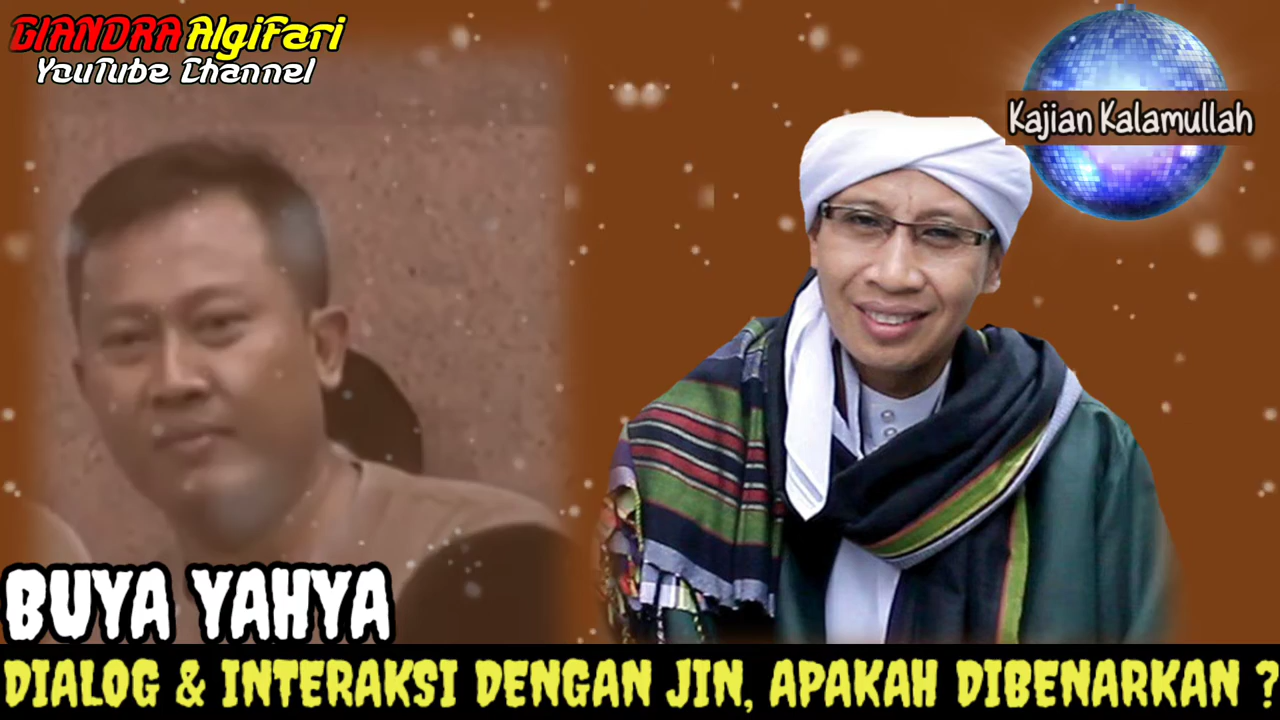 GIANDRA AlgiFari
YouTube Channel
Kajian Kalamullah
BUYA YAHYA
DIALOG & INTERAKSI DENGAN JIN, APAKAH DIBENARKAN ?